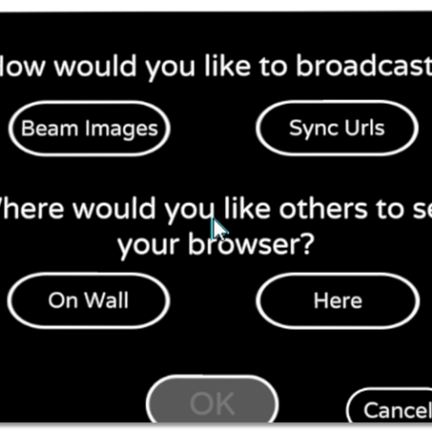 How would you like to broadcast
Beam Images Sync Urls
Where would you like others to se
your browser?
On Wall Here
OK Cancel